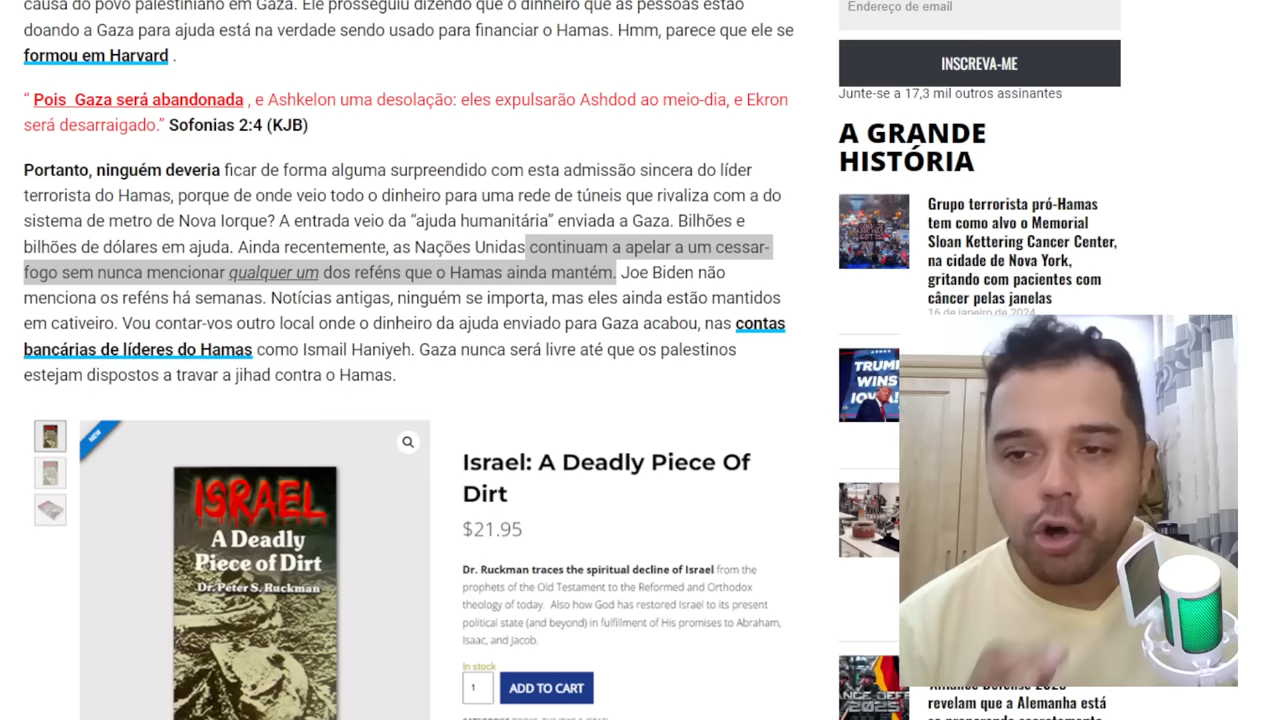 causa do povo palestiniano em Gaza. Ele prosseguiu dizendo que o dinheiro que as pessoas estão
doando a Gaza para ajuda está na verdade sendo usado para financiar o Hamas. Hmm, parece que ele se
formou em Harvard .
“ Pois Gaza será abandonada , e Ashkelon uma desolação: eles expulsarão Ashdod ao meio-dia, e Ekron
será desarraigado.” Sofonias 2:4 (KJB)
Portanto, ninguém deveria ficar de forma alguma surpreendido com esta admissão sincera do líder
terrorista do Hamas, porque de onde veio todo o dinheiro para uma rede de túneis que rivaliza com a do
sistema de metro de Nova Iorque? A entrada veio da “ajuda humanitária” enviada a Gaza. Bilhões e
bilhões de dólares em ajuda. Ainda recentemente, as Nações Unidas continuam a apelar a um cessar-
fogo sem nunca mencionar qualquer um dos reféns que o Hamas ainda mantém. Joe Biden não
menciona os reféns há semanas. Notícias antigas, ninguém se importa, mas eles ainda estão mantidos
em cativeiro. Vou contar-vos outro local onde o dinheiro da ajuda enviado para Gaza acabou, nas contas
bancárias de líderes do Hamas como Ismail Haniyeh. Gaza nunca será livre até que os palestinos
estejam dispostos a travar a jihad contra o Hamas.
NEW
ISRAEL
A Deadly
Piece of Dirt
Dr. Peter S. Ruckman
Israel: A Deadly Piece Of
Dirt
$21.95
Dr. Ruckman traces the spiritual decline of Israel from the
prophets of the Old Testament to the Reformed and Orthodox
theology of today. Also how God has restored Israel to its present
political state (and beyond) in fulfillment of His promises to Abraham,
Isaac, and Jacob.
In stock
1
ADD TO CART
Endereço de email
INSCREVA-ME
Junte-se a 17,3 mil outros assinantes
A GRANDE
HISTÓRIA
Grupo terrorista pró-Hamas
tem como alvo o Memorial
Sloan Kettering Cancer Center,
na cidade de Nova York,
gritando com pacientes com
câncer pelas janelas
16 de janeiro de 2024
TRUMP
WINS
IOWA!
2025
revelam que a Alemanha está